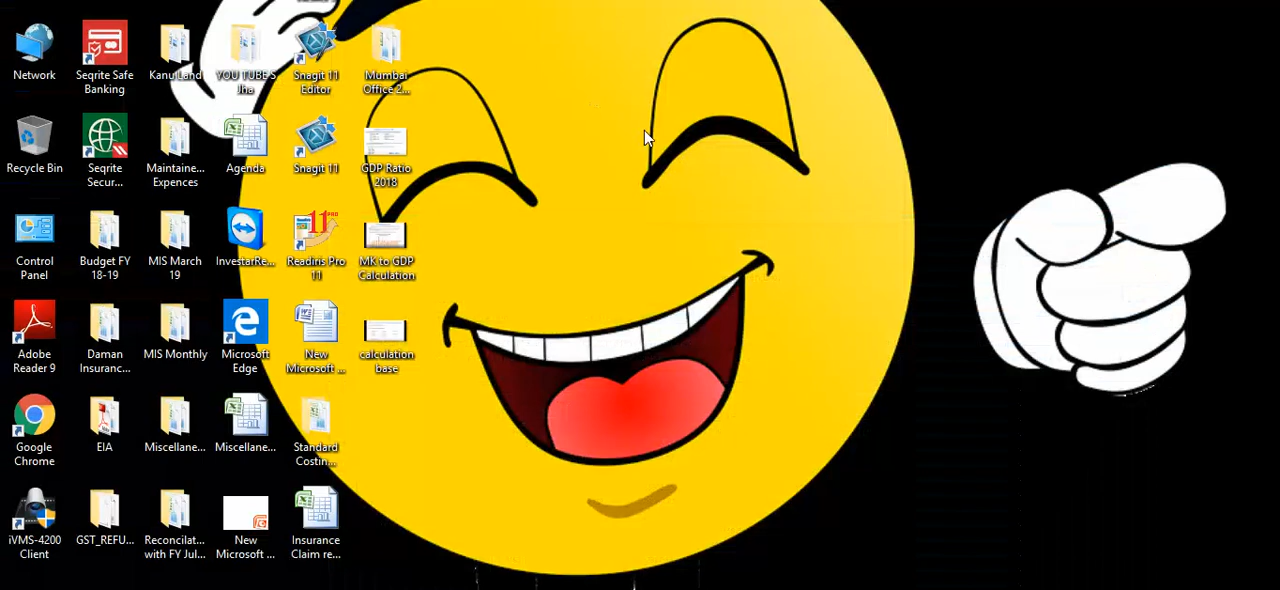 Network
Seqrite Safe
Banking
Kanu Land
YOU TUBE S
Jha
Snagit 11
Editor
Mumbai
Office 2...
Recycle Bin
Seqrite
Secur...
Maintaine...
Expences
Agenda
Snagit 11
GDP Ratio
2018
Control
Panel
Budget FY
18-19
MIS March
19
InvestarRe...
Readiris Pro
11
MK to GDP
Calculation
Adobe
Reader 9
Daman
Insuranc...
MIS Monthly
Microsoft
Edge
New
Microsoft ...
calculation
base
Google
Chrome
EIA
Miscellane...
Miscellane...
Standard
Costin...
iVMS-4200
Client
GST_REFU...
Reconcilat...
with FY Jul...
New
Microsoft ...
Insurance
Claim re...